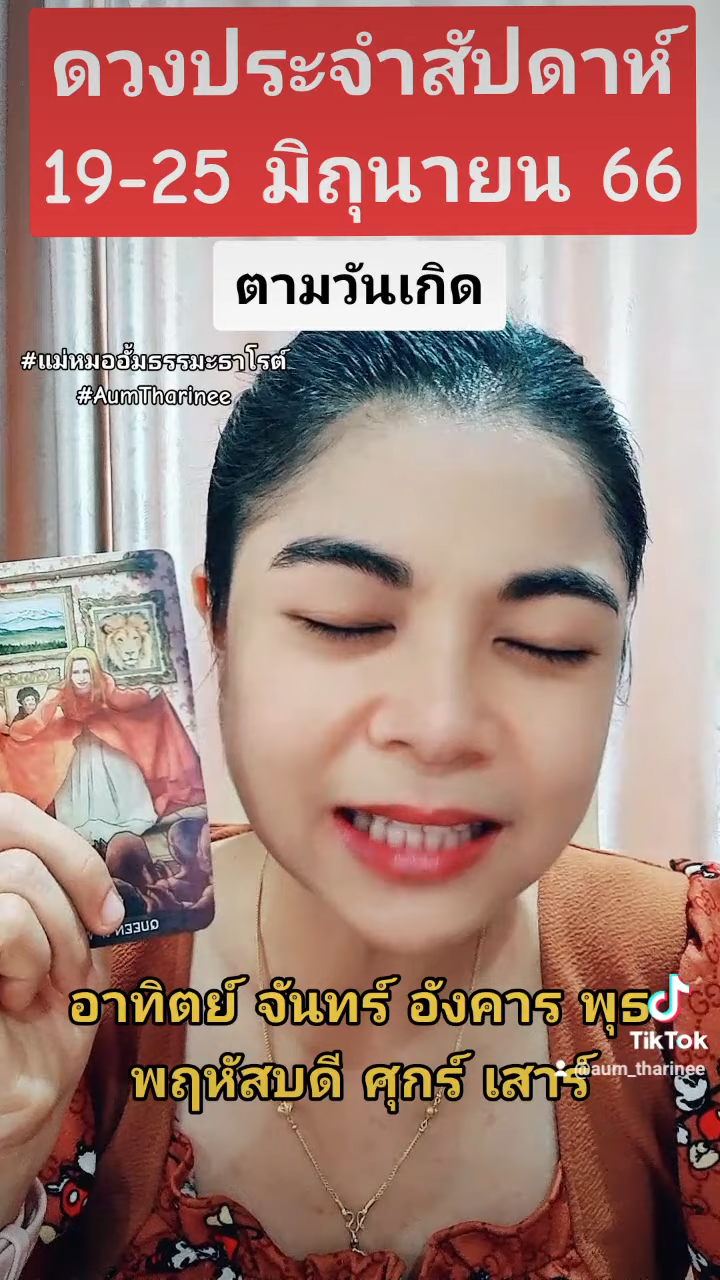 ดวงประจำสัปดาห์
19-25 มิถุนายน 66
ตามวันเกิด
#แม่หมออั้มธรรมะธาโรต์
#AumTharinee
QUEEN
อาทิตย์ จันทร์ อังคาร พุธ
TikTok
พฤหัสบดี ศุกร์ เสาร์
@aum_tharinee